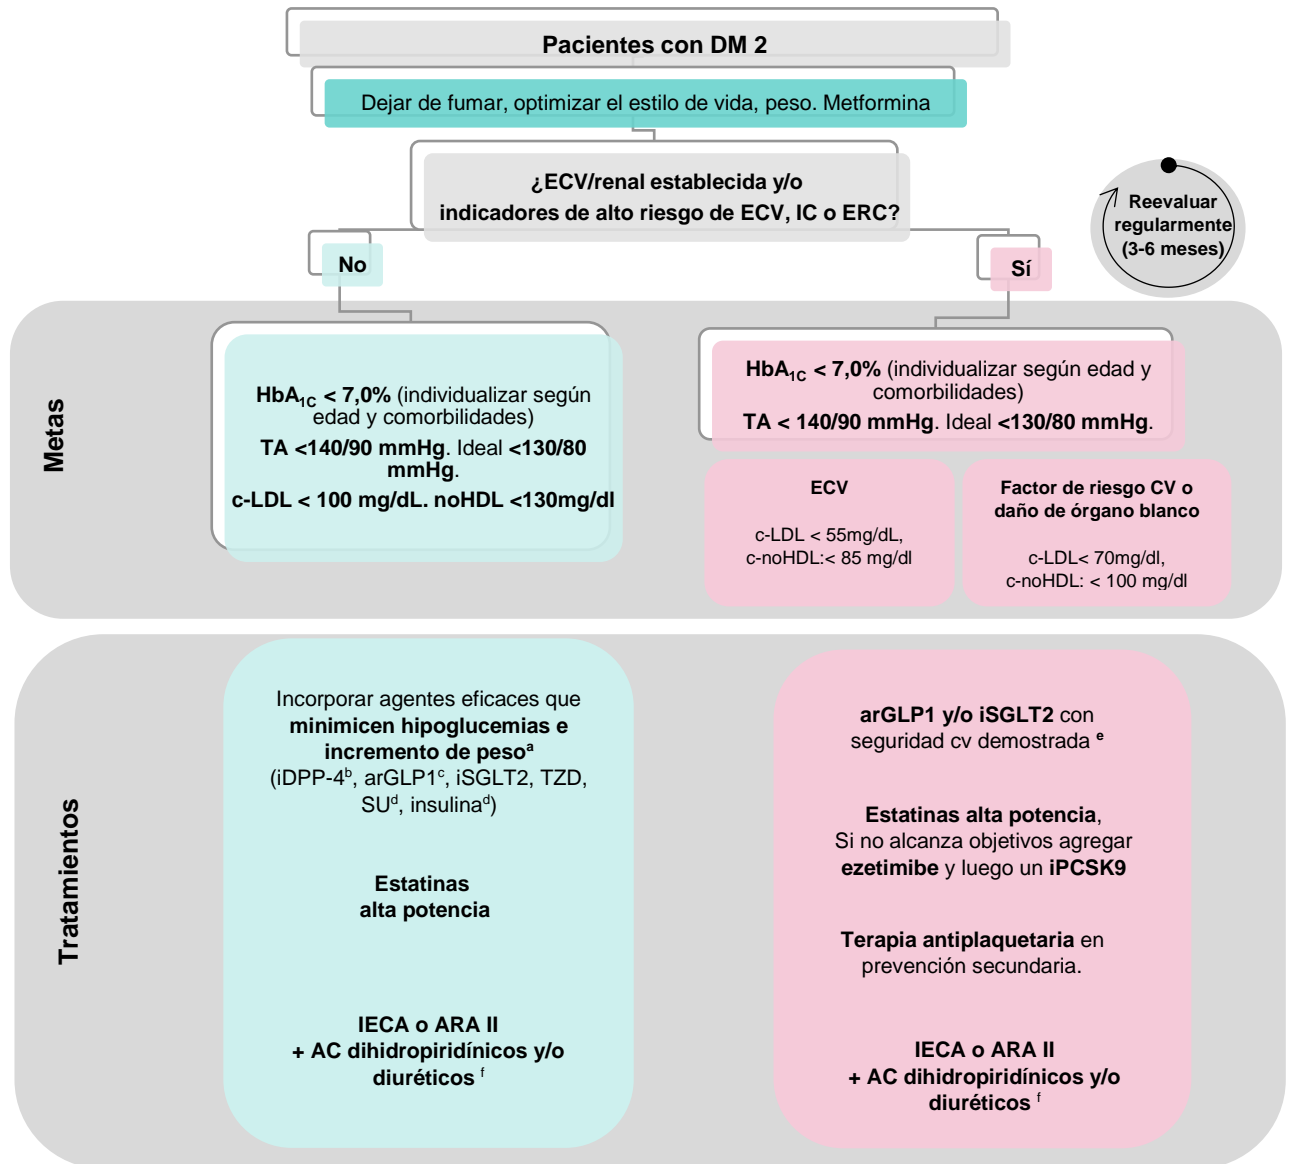 Pacientes con DM 2
Dejar de fumar, optimizar el estilo de vida, peso. Metformina
¿ECV/renal establecida y/o
indicadores de alto riesgo de ECV, IC o ERC?
Reevaluar
regularmente
(3-6 meses)
No
Sí
Metas
HbA1C < 7,0% (individualizar según
edad y comorbilidades)
TA <140/90 mmHg. Ideal <130/80
mmHg.
c-LDL < 100 mg/dL. noHDL <130mg/dl
HbA1C < 7,0% (individualizar según edad y
comorbilidades)
TA < 140/90 mmHg. Ideal <130/80 mmHg.
ECV
c-LDL < 55mg/dL,
c-noHDL:< 85 mg/dl
Factor de riesgo CV o
daño de órgano blanco
c-LDL< 70mg/dl,
c-noHDL: < 100 mg/dl
Tratamientos
Incorporar agentes eficaces que
minimicen hipoglucemias e
incremento de pesoᵃ
(iDPP-4ᵇ, arGLP1ᶜ, iSGLT2, TZD,
SUᵈ, insulinaᵈ)
Estatinas
alta potencia
IECA o ARA II
+ AC dihidropiridínicos y/o
diuréticos ᶠ
arGLP1 y/o iSGLT2 con
seguridad cv demostrada ᵉ
Estatinas alta potencia,
Si no alcanza objetivos agregar
ezetimibe y luego un iPCSK9
Terapia antiplaquetaria en
prevención secundaria.
IECA o ARA II
+ AC dihidropiridínicos y/o
diuréticos ᶠ